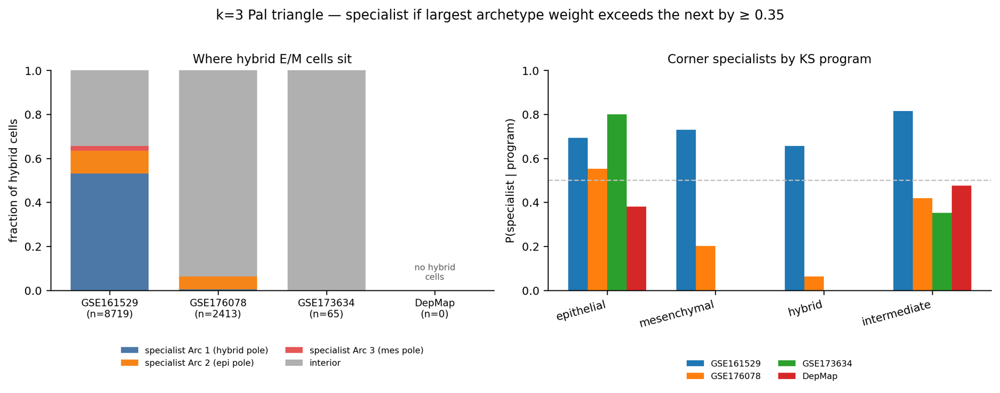 k=3 Pal triangle — specialist if largest archetype weight exceeds the next by ≥ 0.35
Where hybrid E/M cells sit
fraction of hybrid cells
1.0
0.8
0.6
0.4
0.2
0.0
no hybrid
cells
GSE161529
(n=8719)
GSE176078
(n=2413)
GSE173634
(n=65)
DepMap
(n=0)
specialist Arc 1 (hybrid pole)
specialist Arc 2 (epi pole)
specialist Arc 3 (mes pole)
interior
Corner specialists by KS program
P(specialist | program)
1.0
0.8
0.6
0.4
0.2
0.0
epithelial
mesenchymal
hybrid
intermediate
GSE161529
GSE176078
GSE173634
DepMap